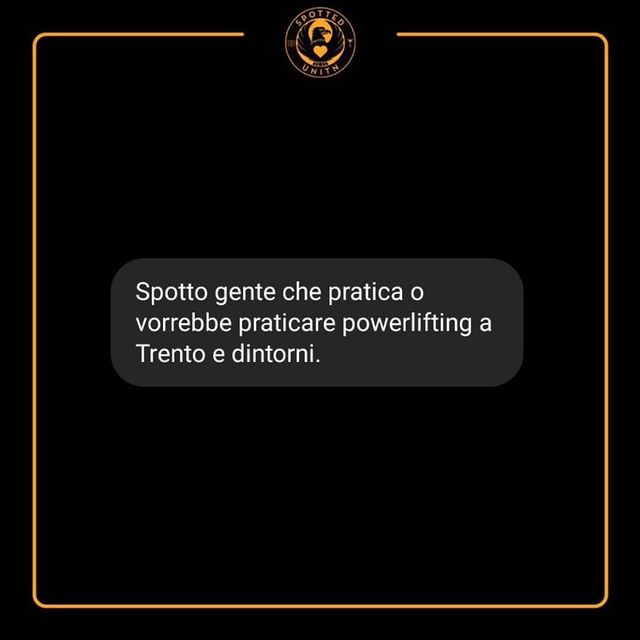 SPOTTED
UNITN
Spotto gente che pratica o
vorrebbe praticare powerlifting a
Trento e dintorni.